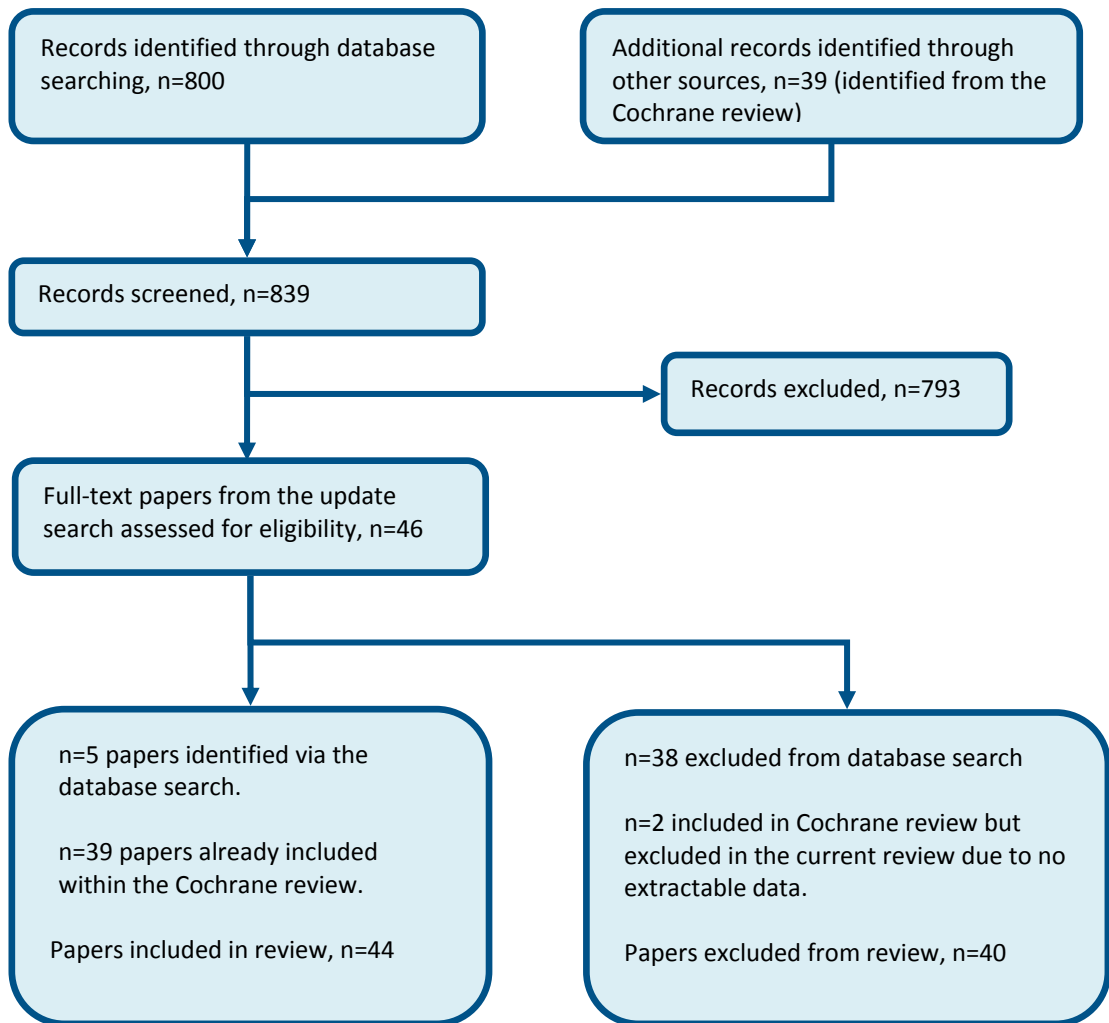 Records identified through database
searching, n=800
Additional records identified through
other sources, n=39 (identified from the
Cochrane review)
Records screened, n=839
Records excluded, n=793
Full-text papers from the update
search assessed for eligibility, n=46
n=5 papers identified via the
database search.
n=39 papers already included
within the Cochrane review.
Papers included in review, n=44
n=38 excluded from database search
n=2 included in Cochrane review but
excluded in the current review due to no
extractable data.
Papers excluded from review, n=40